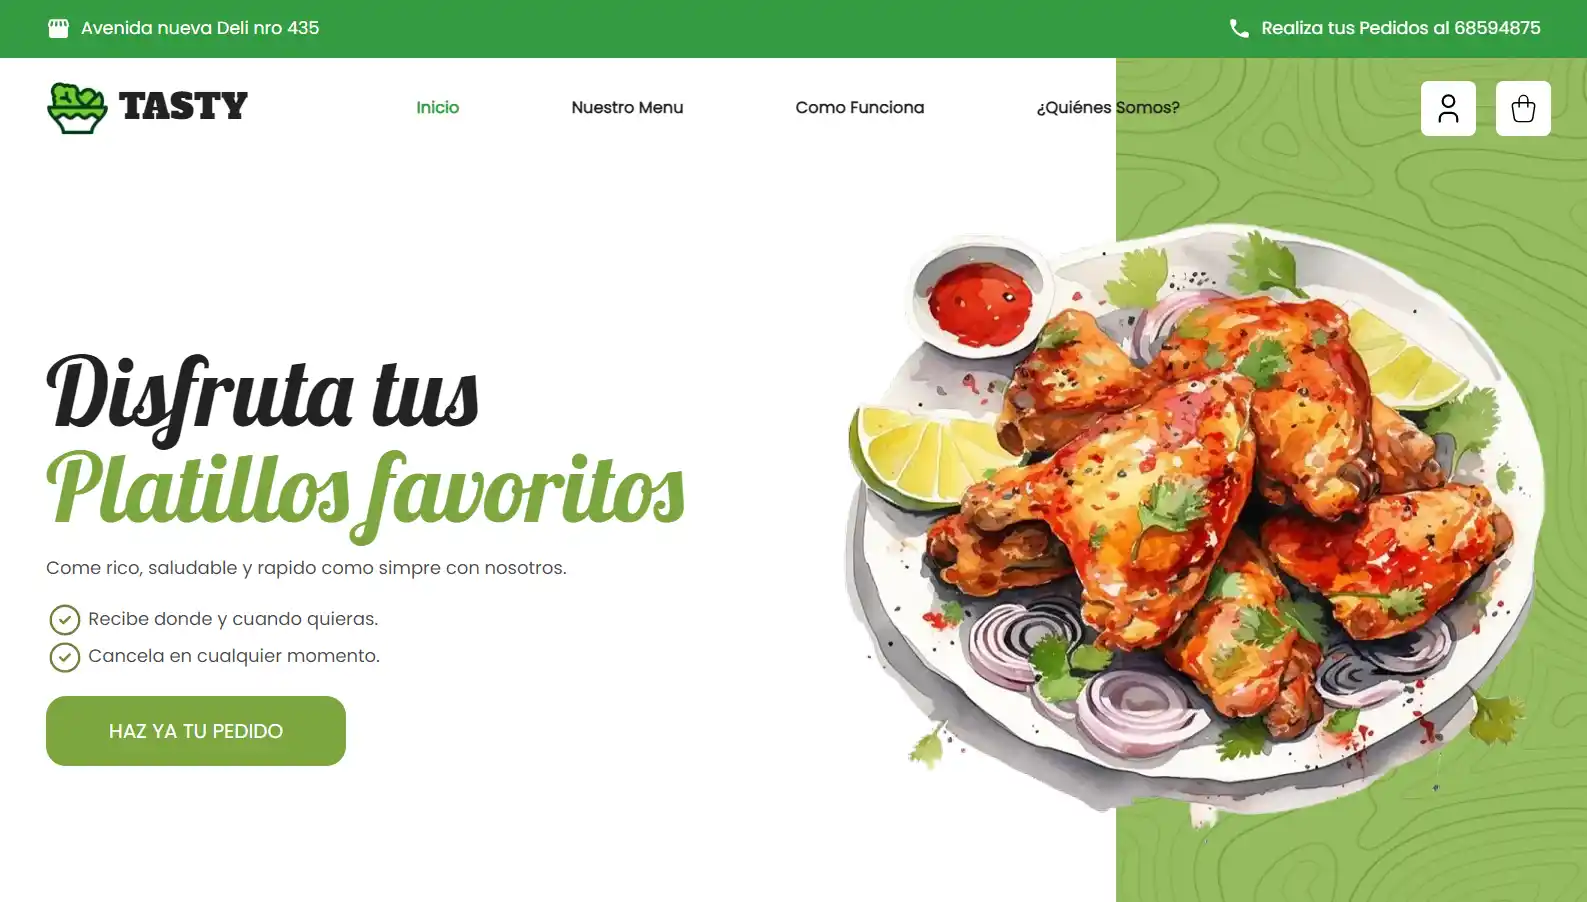 Avenida nueva Deli nro 435
Realiza tus Pedidos al 68594875
TASTY
Inicio
Nuestro Menu
Como Funciona
¿Quiénes Somos?
Disfruta tus
Platillos favoritos
Come rico, saludable y rapido como simpre con nosotros.
Recibe donde y cuando quieras.
Cancela en cualquier momento.
HAZ YA TU PEDIDO